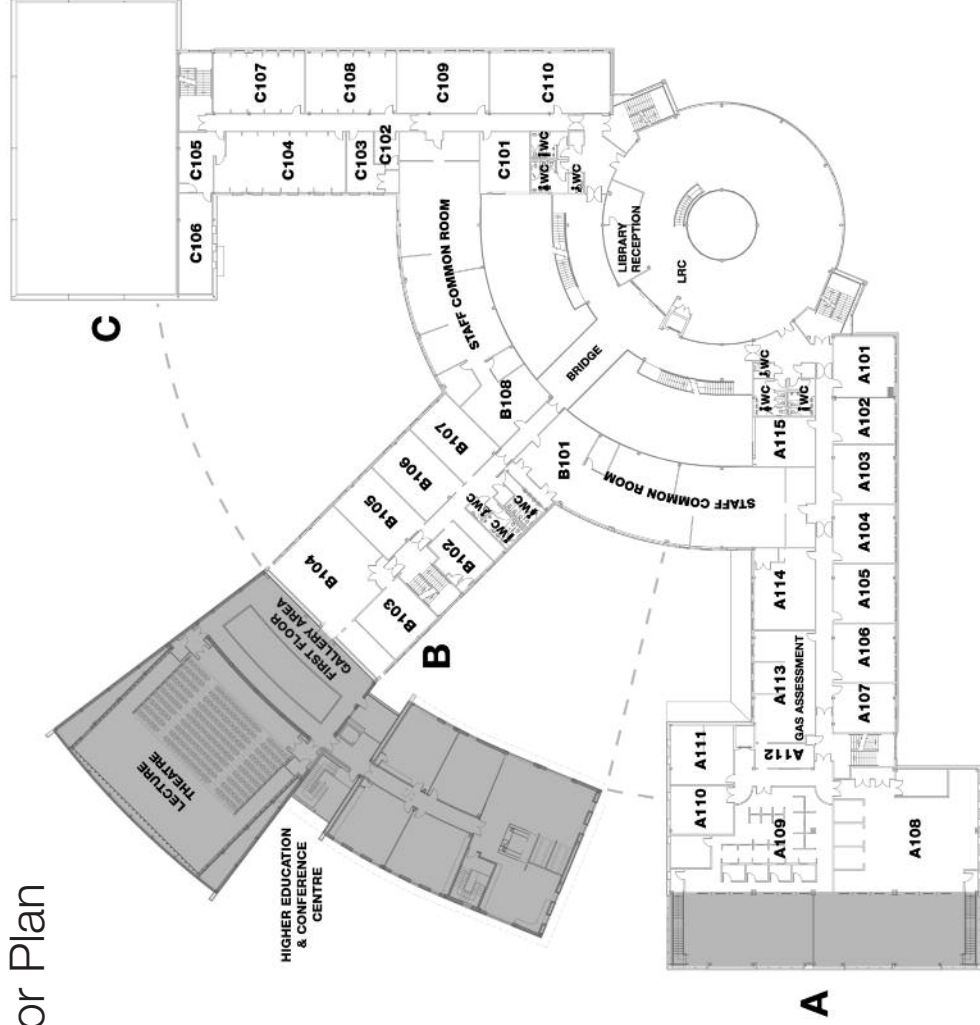 or Plan
C
C107
C108
C109
C110
C105
C104
C103
C102
C101
C106
WC
WC
WC
STAFF COMMON ROOM
LIBRARY
RECEPTION
LRC
BRIDGE
B108
B107
B106
B105
B104
B101
B102
B103
WC
WC
WC
B
FIRST FLOOR
GALLERY AREA
LECTURE
THEATRE
HIGHER EDUCATION
& CONFERENCE
CENTRE
STAFF COMMON ROOM
WC
WC
WC
A115
A101
A102
A103
A104
A105
A106
A107
A114
A113
GAS ASSESSMENT
A112
A111
A110
A109
A108
A